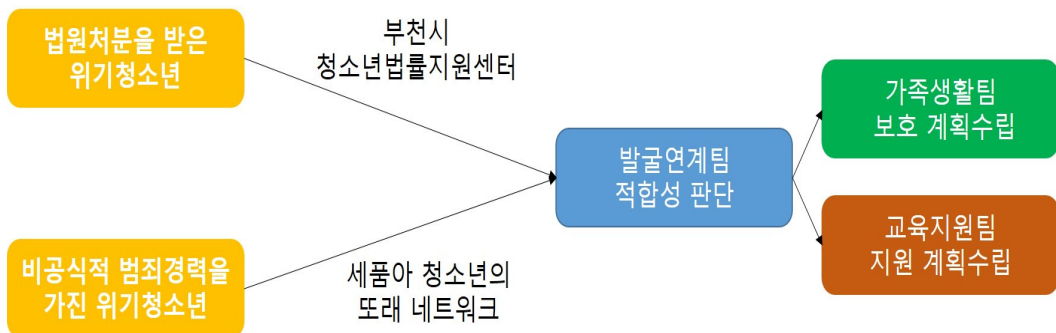 법원처분을 받은
위기청소년
부천시
청소년법률지원센터
가족생활팀
보호 계획수립
발굴연계팀
적합성 판단
교육지원팀
지원 계획수립
비공식적 범죄경력을
가진 위기청소년
세품아 청소년의
또래 네트워크